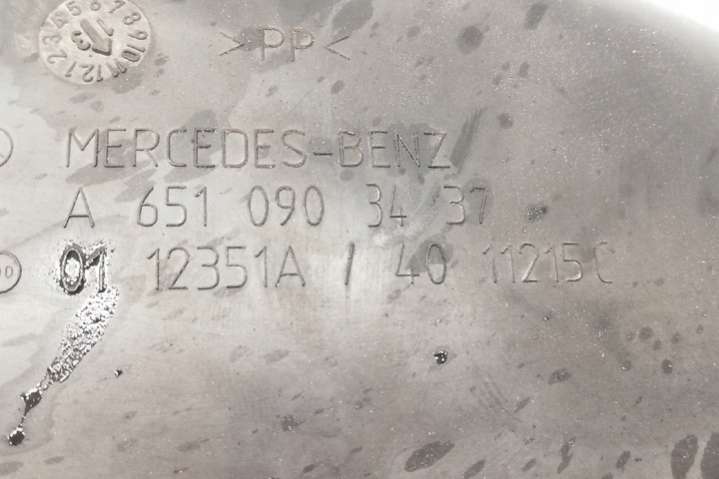 >PP<
MERCEDES-BENZ
A 651 090 34 37
01 12351A / 40 11215C